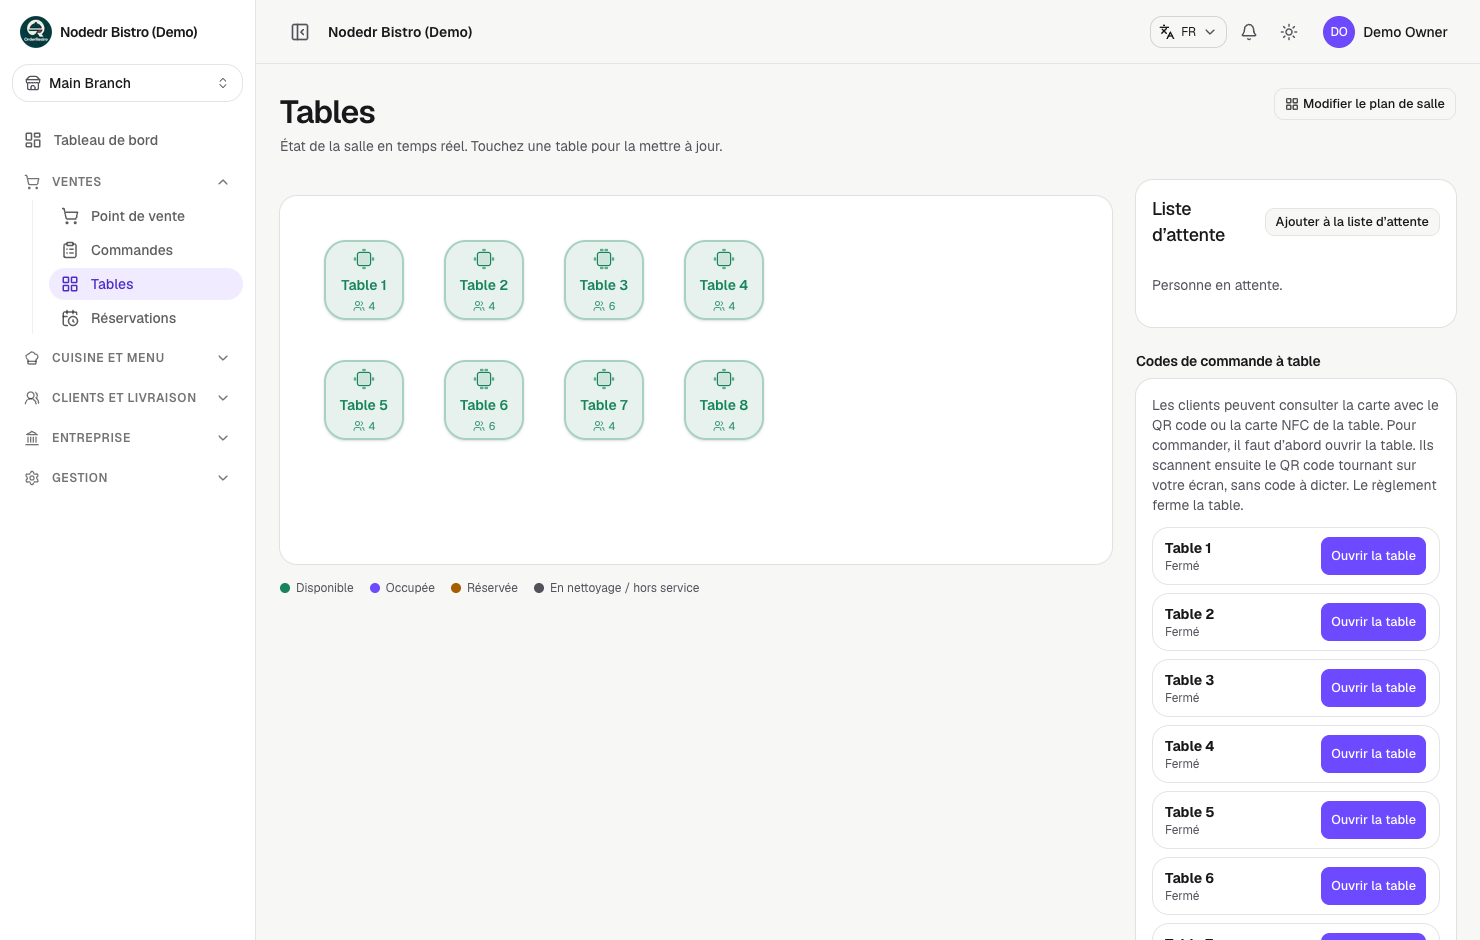 Nodedr Bistro (Demo)
Main Branch
Tableau de bord
VENTES
Point de vente
Commandes
Tables
Réservations
CUISINE ET MENU
CLIENTS ET LIVRAISON
ENTREPRISE
GESTION
Nodedr Bistro (Demo)
FR
DO
Demo Owner
Tables
État de la salle en temps réel. Touchez une table pour la mettre à jour.
Modifier le plan de salle
Table 1
4
Table 2
4
Table 3
6
Table 4
4
Table 5
4
Table 6
6
Table 7
4
Table 8
4
Disponible
Occupée
Réservée
En nettoyage / hors service
Liste
d’attente
Ajouter à la liste d’attente
Personne en attente.
Codes de commande à table
Les clients peuvent consulter la carte avec le
QR code ou la carte NFC de la table. Pour
commander, il faut d’abord ouvrir la table. Ils
scannent ensuite le QR code tournant sur
votre écran, sans code à dicter. Le règlement
ferme la table.
Table 1
Fermé
Ouvrir la table
Table 2
Fermé
Ouvrir la table
Table 3
Fermé
Ouvrir la table
Table 4
Fermé
Ouvrir la table
Table 5
Fermé
Ouvrir la table
Table 6
Fermé
Ouvrir la table